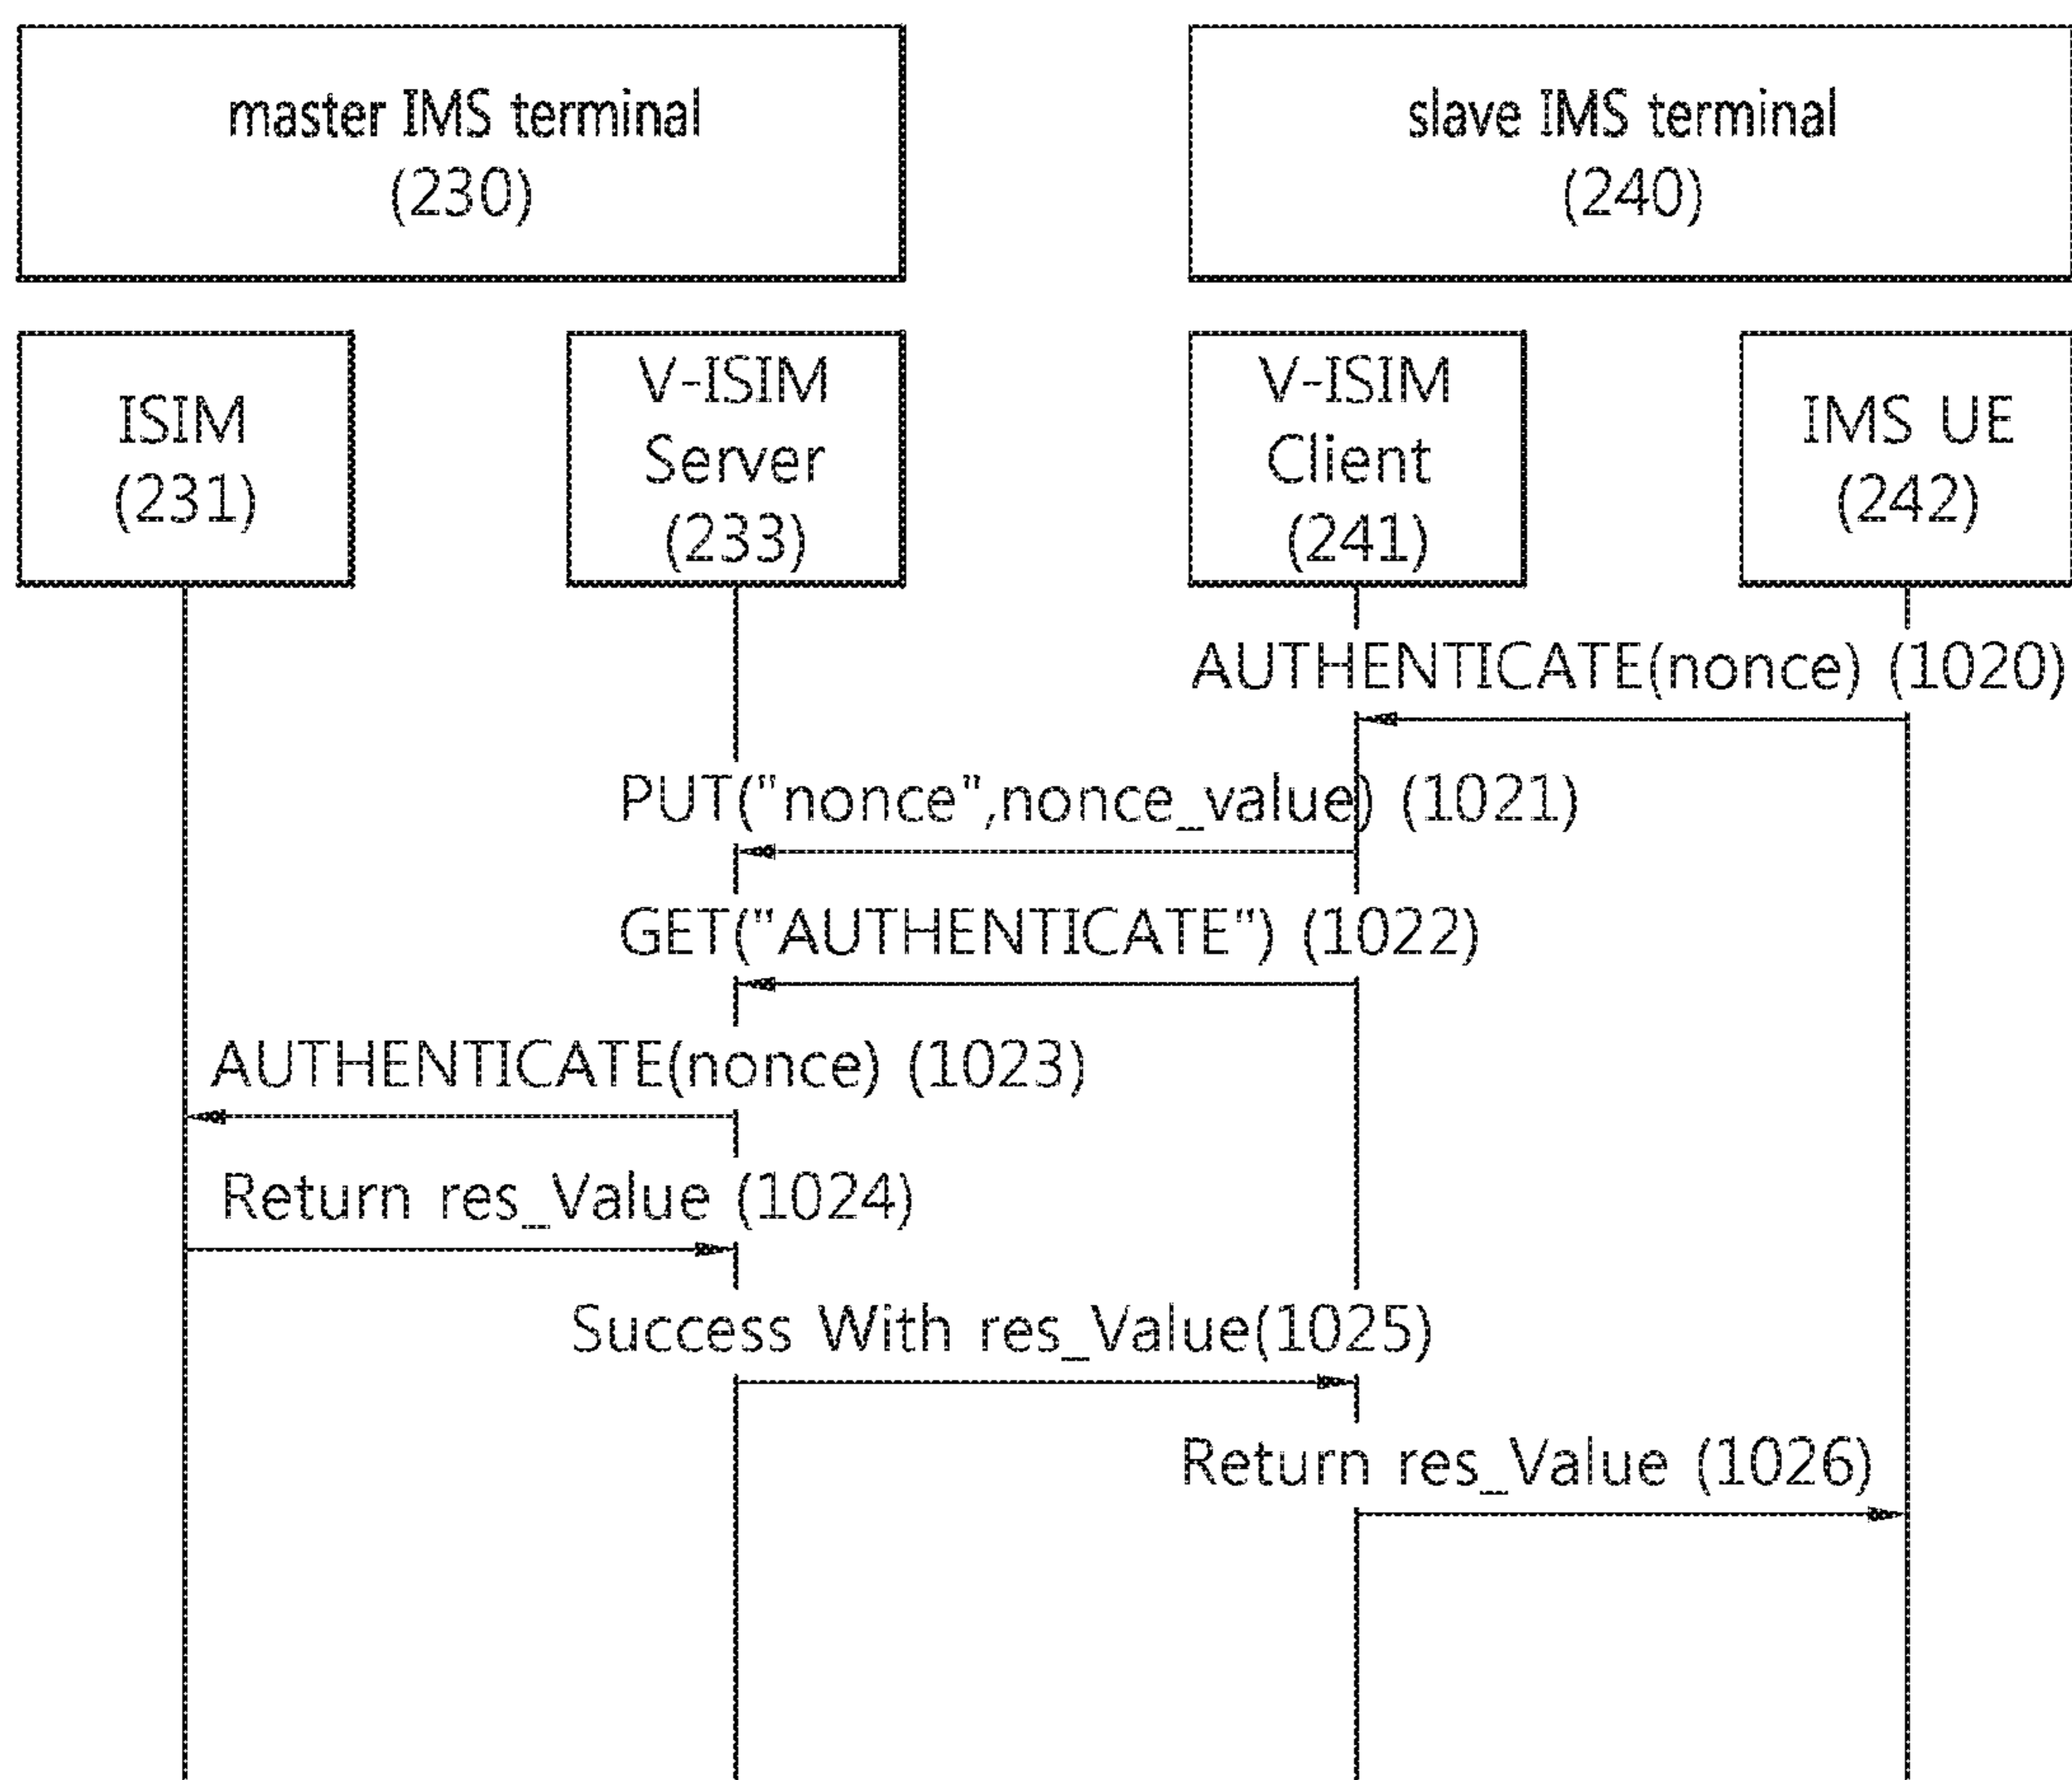 master IMS terminal
(230)
slave IMS terminal
(240)
ISIM
(231)
V-ISIM
Server
(233)
V-ISIM
Client
(241)
IMS UE
(242)
AUTHENTICATE(nonce) (1020)
PUT("nonce",nonce_value) (1021)
GET("AUTHENTICATE") (1022)
AUTHENTICATE(nonce) (1023)
Return res_Value (1024)
Success With res_Value(1025)
Return res_Value (1026)